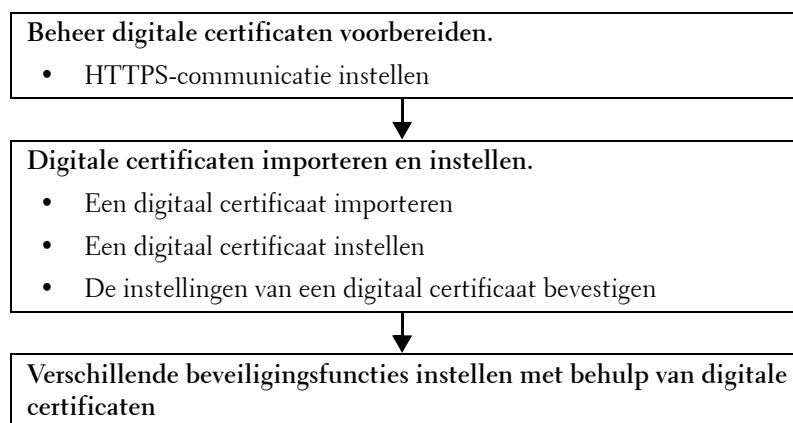 Beheer digitale certificaten voorbereiden.
• HTTPS-communicatie instellen
Digitale certificaten importeren en instellen.
• Een digitaal certificaat importeren
• Een digitaal certificaat instellen
• De instellingen van een digitaal certificaat bevestigen
Verschillende beveiligingsfuncties instellen met behulp van digitale
certificaten